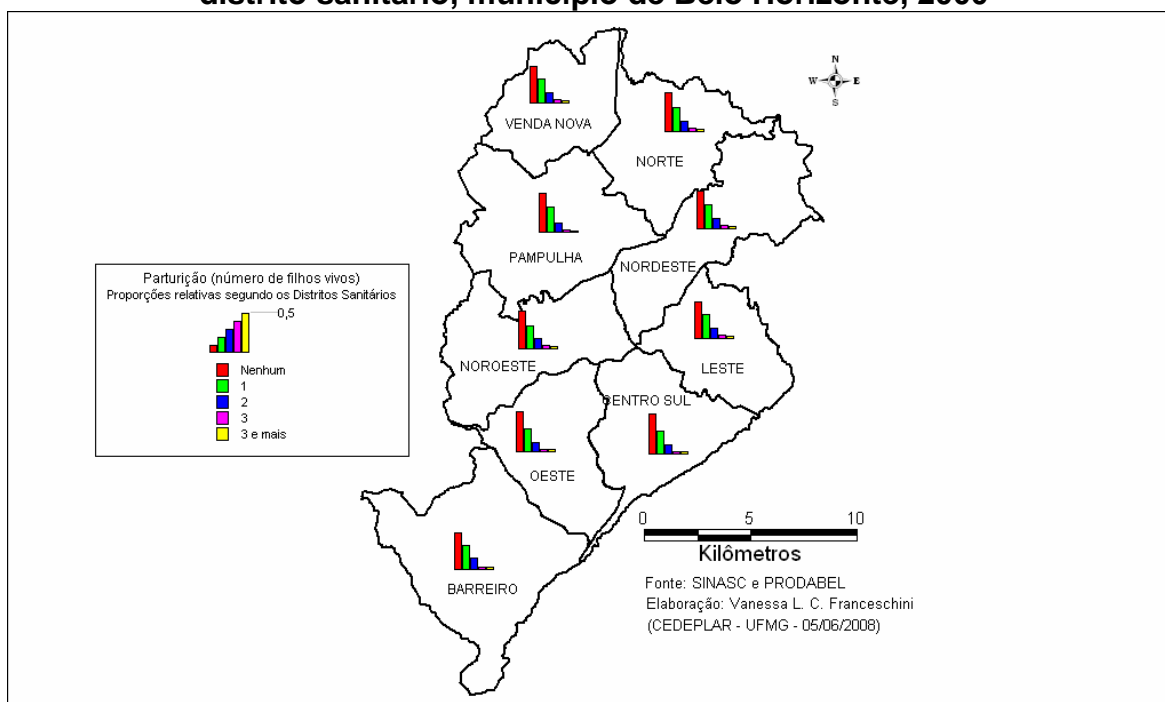 distrito sanitário, município de Belo Horizonte, 2000
N
W E
S
VENDA NOVA
NORTE
PAMPULHA
NORDESTE
Parturição (número de filhos vivos)
Proporções relativas segundo os Distritos Sanitários
0,5
Nenhum
1
2
3
3 e mais
NOROESTE
LESTE
CENTRO SUL
OESTE
BARREIRO
0 5 10
Kilômetros
Fonte: SINASC e PRODABEL
Elaboração: Vanessa L. C. Franceschini
(CEDEPLAR - UFMG - 05/06/2008)